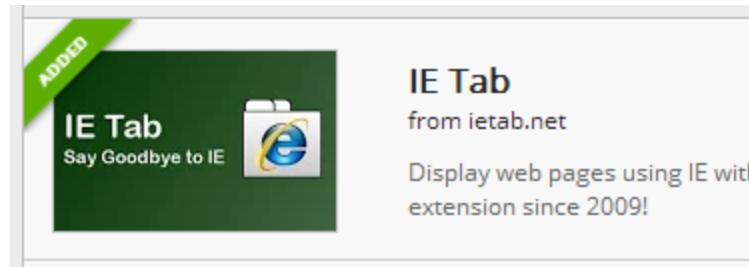 ADDED
IE Tab
Say Goodbye to IE
IE Tab
from ietab.net
Display web pages using IE with
extension since 2009!